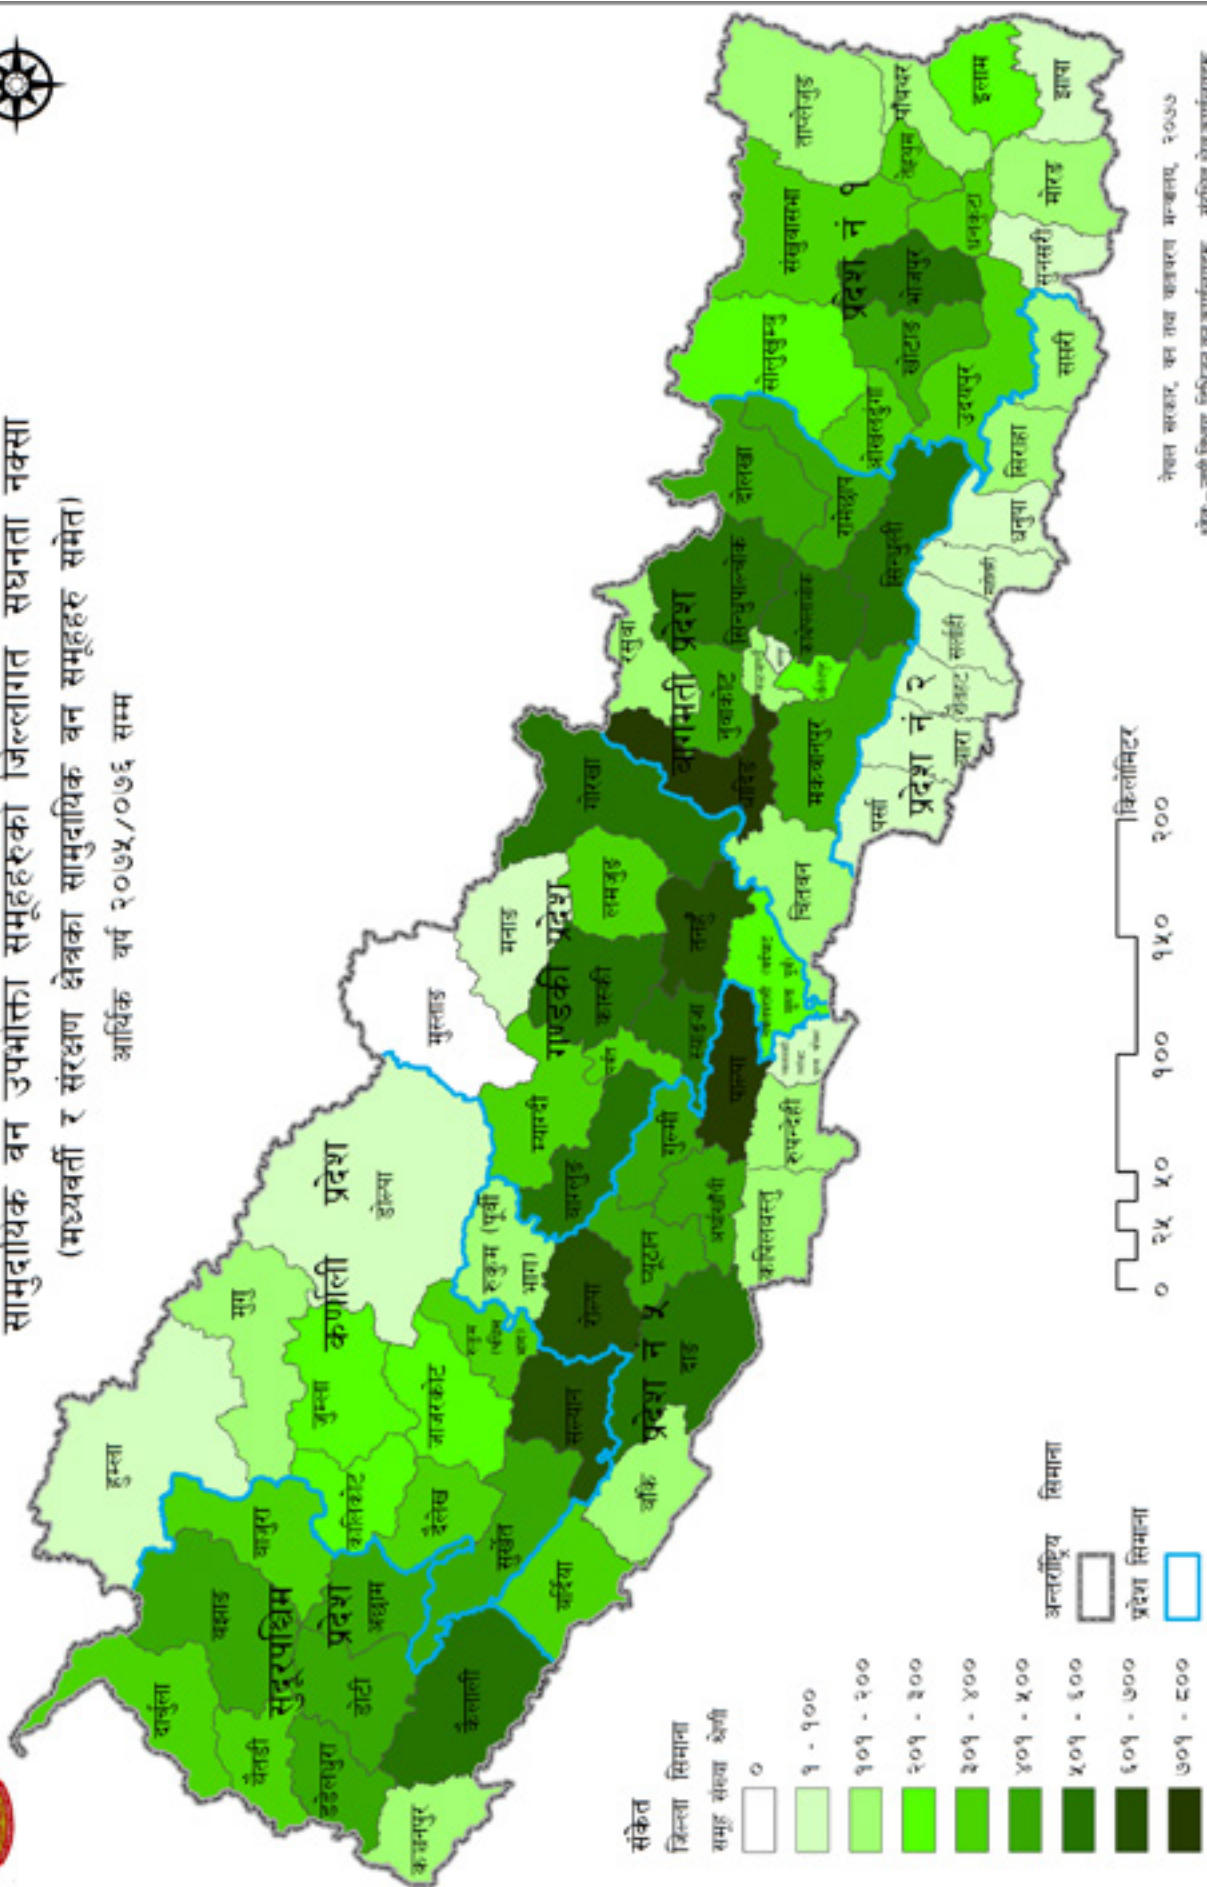 सामुदायिक वन उपभोक्ता समूहहरुको जिल्लागत सघनता नक्सा
(मध्यवर्ती र संरक्षण क्षेत्रका सामुदायिक वन समूहहरु समेत)
आर्थिक वर्ष २०७५/०७६ सम्म
हुम्ला
दार्चुला
बझाङ
बाजुरा
मुगु
बैतडी
सुदूरपश्चिम
प्रदेश
डडेलधुरा
डोटी
अछाम
कालिकोट
जुम्ला
कर्णाली प्रदेश
डोल्पा
कञ्चनपुर
कैलाली
दैलेख
जाजरकोट
सुर्खेत
सल्यान
रुकुम (पूर्वी
भाग)
बर्दिया
बाँके
रोल्पा
प्रदेश नं ५
दाङ
प्यूठान
गुल्मी
अर्घाखाँची
कपिलवस्तु
रुपन्देही
पाल्पा
मुस्ताङ
मनाङ
म्याग्दी
बाग्लुङ
गण्डकी प्रदेश
कास्की
लमजुङ
गोरखा
स्याङ्जा
तनहुँ
चितवन
रसुवा
बागमती प्रदेश
नुवाकोट
धादिङ
मकवानपुर
सिन्धुपाल्चोक
दोलखा
रामेछाप
सिन्धुली
पर्सा
बारा
प्रदेश नं २
सर्लाही
धनुषा
सिराहा
सप्तरी
सोलुखुम्बु
ओखलढुंगा
खोटाङ
उदयपुर
भोजपुर
प्रदेश नं १
संखुवासभा
ताप्लेजुङ
पाँचथर
इलाम
झापा
मोरङ
सुनसरी
धनकुटा
० २५ ५० १०० १५० २०० किलोमिटर
संकेत
जिल्ला सिमाना
समूह संख्या श्रेणी
०
१ - १००
१०१ - २००
२०१ - ३००
३०१ - ४००
४०१ - ५००
५०१ - ६००
६०१ - ७००
७०१ - ८००
अन्तर्राष्ट्रिय सिमाना
प्रदेश सिमाना